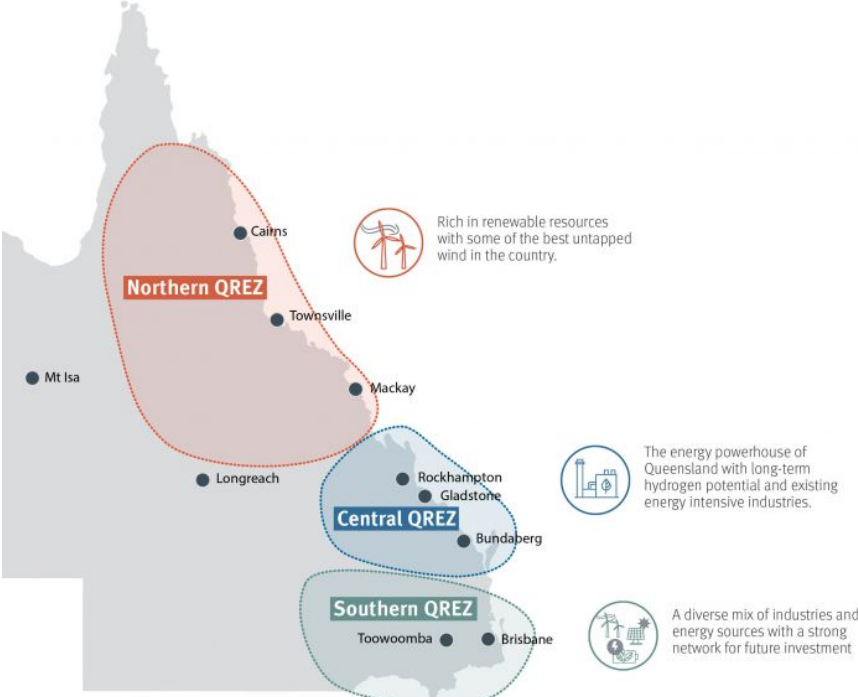 Cairns
Rich in renewable resources
with some of the best untapped
wind in the country.
Northern QREZ
Townsville
Mt Isa
Mackay
Longreach
Rockhampton
Gladstone
Central QREZ
Bundaberg
The energy powerhouse of
Queensland with long-term
hydrogen potential and existing
energy intensive industries.
Southern QREZ
Toowoomba
Brisbane
A diverse mix of industries and
energy sources with a strong
network for future investment